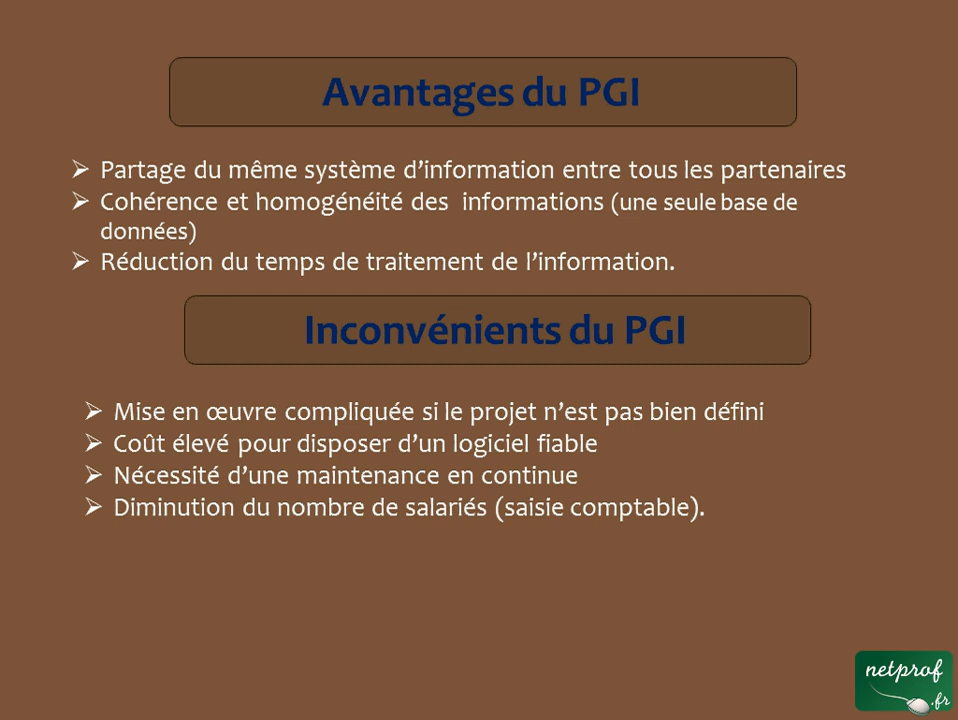 Avantages du PGI
➢ Partage du même système d’information entre tous les partenaires
➢ Cohérence et homogénéité des informations (une seule base de
données)
➢ Réduction du temps de traitement de l’information.
Inconvénients du PGI
➢ Mise en œuvre compliquée si le projet n’est pas bien défini
➢ Coût élevé pour disposer d’un logiciel fiable
➢ Nécessité d’une maintenance en continue
➢ Diminution du nombre de salariés (saisie comptable).
netprof
.fr